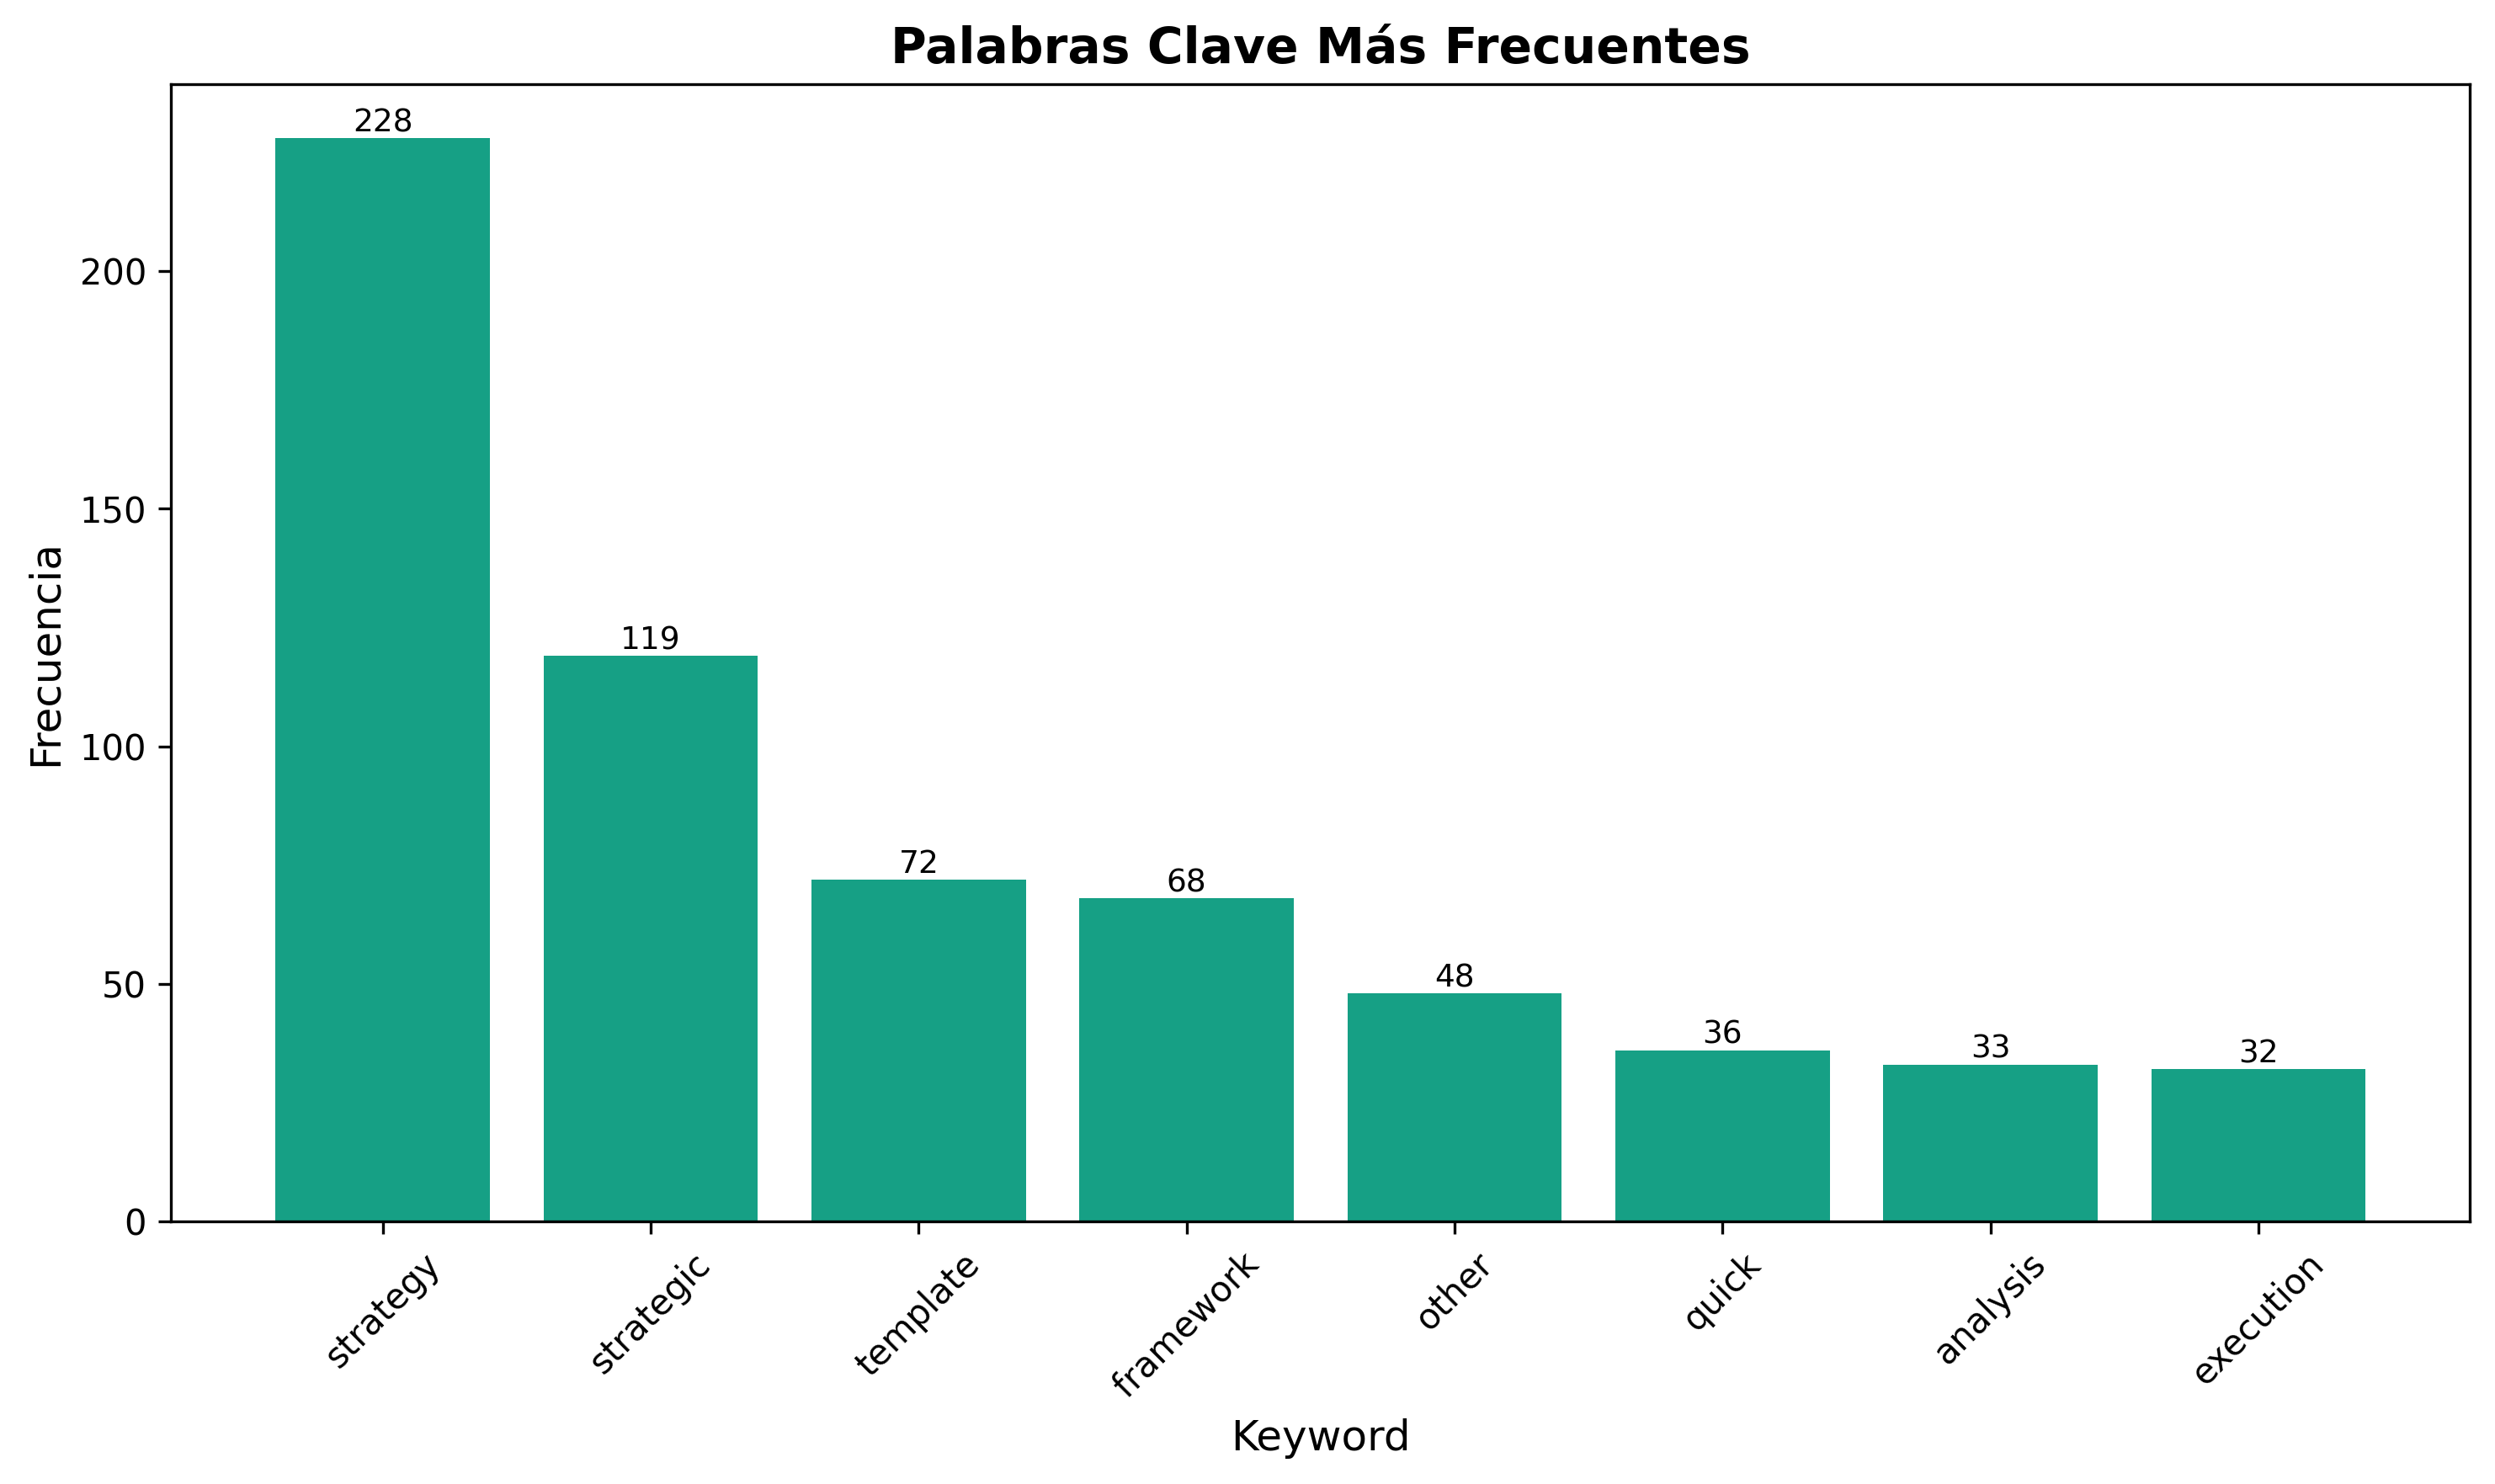 Palabras Clave Más Frecuentes
228
119
72
68
48
36
33
32
200
150
100
50
0
Frecuencia
strategy
strategic
template
framework
other
quick
analysis
execution
Keyword